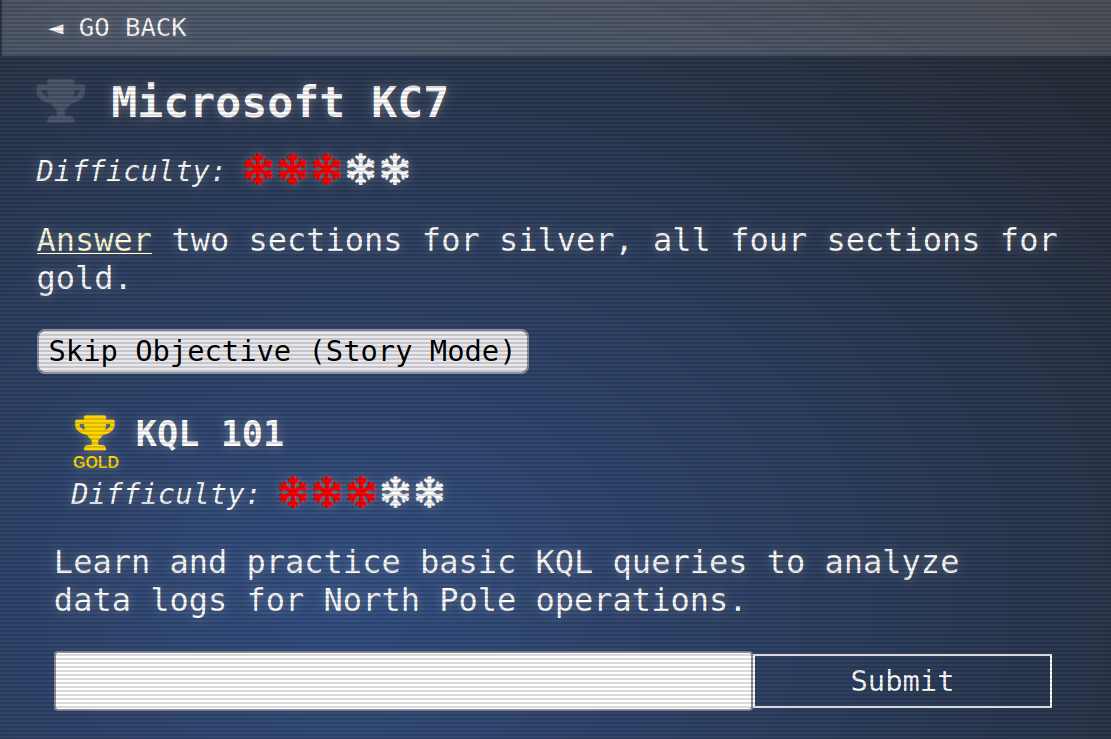 ◄ GO BACK
Microsoft KC7
Difficulty:
Answer two sections for silver, all four sections for
gold.
Skip Objective (Story Mode)
KQL 101
GOLD
Difficulty:
Learn and practice basic KQL queries to analyze
data logs for North Pole operations.
Submit